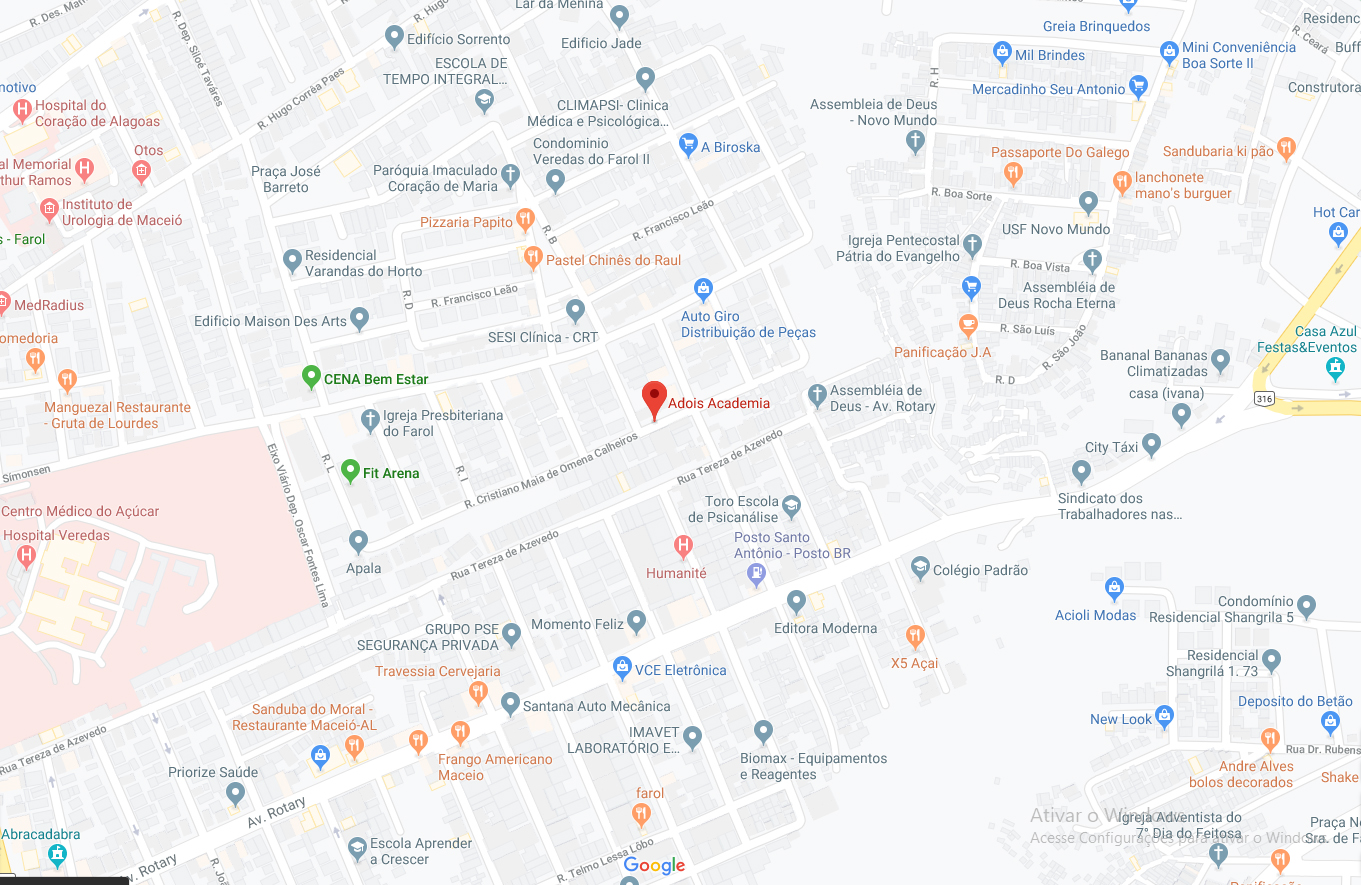 R. Des. Mat
R. Dep. Siloé Taváres
Lar da Menina
Edificio Jade
Edifício Sorrento
ESCOLA DE
TEMPO INTEGRAL...
Greia Brinquedos
Mil Brindes
Mini Conveniência
Boa Sorte II
Residenc
R. Ceará
Buff
Construtora
Mercadinho Seu Antonio
R. H
motivo
Hospital do
Coração de Alagoas
R. Hugo Corrêa Paes
CLIMAPSI- Clinica
Médica e Psicológica...
Condominio
Veredas do Farol II
A Biroska
Assembleia de Deus
- Novo Mundo
Passaporte Do Galego
Sandubaria ki pão
Otos
al Memorial
thur Ramos
Praça José
Barreto
Paróquia Imaculado
Coração de Maria
lanchonete
mano's burguer
R. Boa Sorte
Instituto de
Urologia de Maceió
s - Farol
Pizzaria Papito
R. B
R. Francisco Leão
USF Novo Mundo
Hot Car
Igreja Pentecostal
Pátria do Evangelho
Residencial
Varandas do Horto
Pastel Chinês do Raul
R. Boa Vista
Assembléia de
Deus Rocha Eterna
MedRadius
R. D
R. Francisco Leão
Edificio Maison Des Arts
SESI Clínica - CRT
Auto Giro
Distribuição de Peças
R. São Luís
R. São João
Casa Azul
Festas&Eventos
omedoria
Panificação J.A
Bananal Bananas
Climatizadas
R. D
CENA Bem Estar
casa (ivana)
316
Manguezal Restaurante
- Gruta de Lourdes
Igreja Presbiteriana
do Farol
Adois Academia
Assembléia de
Deus - Av. Rotary
City Táxi
Simonsen
R. L
Fit Arena
R. I
R. Cristiano Maia de Omena Calheiros
Rua Tereza de Azevedo
Sindicato dos
Trabalhadores nas...
Eixo Viário Dep. Oscar Fontes Lima
Centro Médico do Açúcar
Hospital Veredas
Toro Escola
de Psicanálise
Posto Santo
Antônio - Posto BR
Apala
Rua Tereza de Azevedo
Humanité
Colégio Padrão
Acioli Modas
Condomínio
Residencial Shangrila 5
GRUPO PSE
SEGURANÇA PRIVADA
Momento Feliz
Editora Moderna
X5 Açai
Residencial
Shangrilá 1. 73
Travessia Cervejaria
VCE Eletrônica
Santana Auto Mecânica
Sanduba do Moral -
Restaurante Maceió-AL
Deposito do Betão
New Look
Rua Tereza de Azevedo
IMAVET
LABORATÓRIO E...
Rua Dr. Rubens
Frango Americano
Maceio
Biomax - Equipamentos
e Reagentes
Andre Alves
bolos decorados
Shake
Priorize Saúde
Av. Rotary
farol
Ativar o Windows
Acesse Configurações para ativar o Windows.
Igreja Adventista do
7° Dia do Feitosa
Praça N
Sra. de F
Abracadabra
Escola Aprender
a Crescer
Av. Rotary
R. Joã
R. Telmo Lessa Lôbo
Google
Panificação